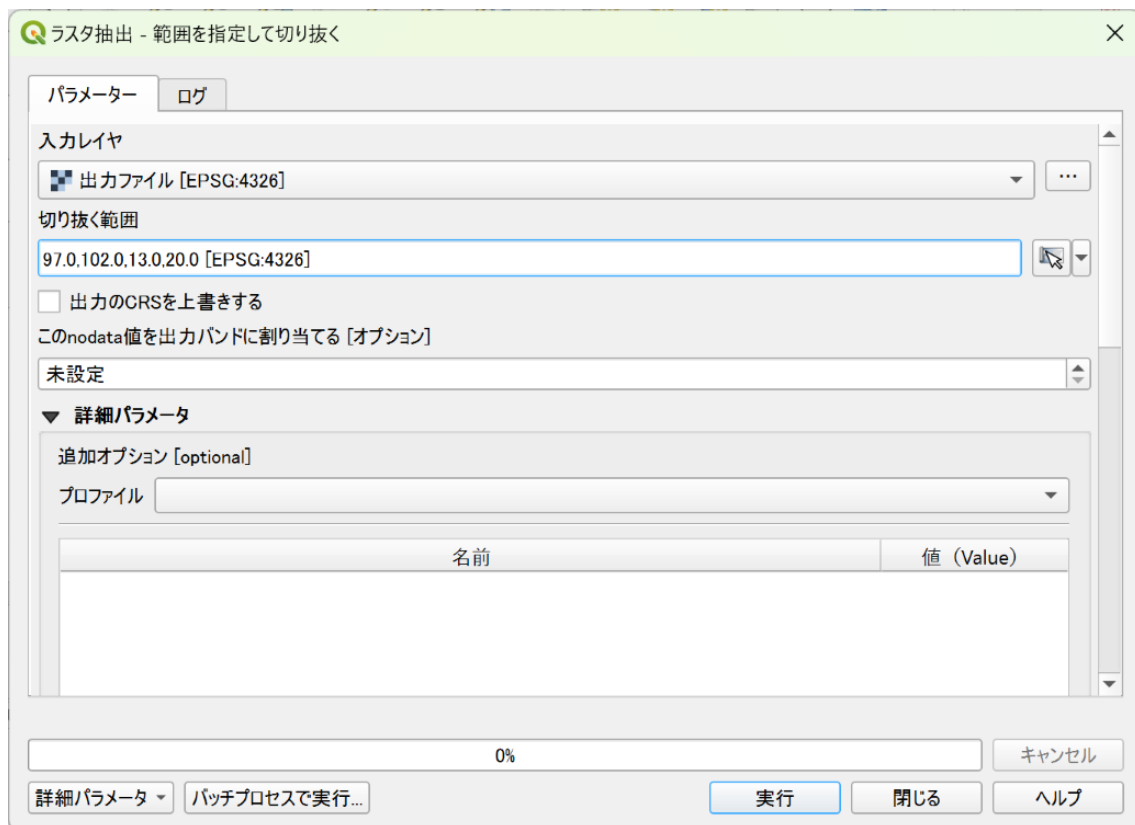 ラスタ抽出 - 範囲を指定して切り抜く
パラメーター ログ
入力レイヤ
出力ファイル [EPSG:4326]
…
切り抜く範囲
97.0,102.0,13.0,20.0 [EPSG:4326]
出力のCRSを上書きする
このnodata値を出力バンドに割り当てる [オプション]
未設定
詳細パラメータ
追加オプション [optional]
プロファイル
名前 値（Value）
0% キャンセル
詳細パラメータ バッチプロセスで実行... 実行 閉じる ヘルプ